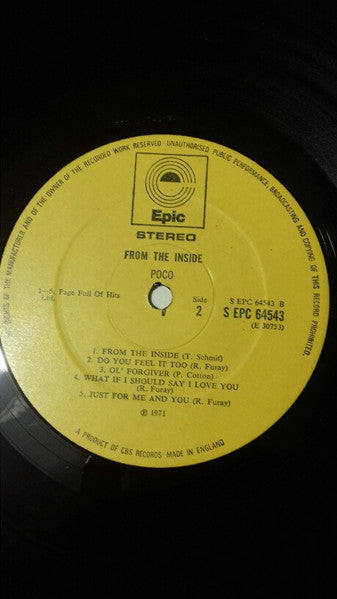 RIGHTS OF THE MANUFACTURER AND OF THE OWNER OF THE RECORDED WORK RESERVED · UNAUTHORISED PUBLIC PERFORMANCE, BROADCASTING AND COPYING OF THIS RECORD PROHIBITED.
Epic
STEREO
FROM THE INSIDE
POCO
1—5, Page Full Of Hits
Ltd.
Side
2
S EPC 64543 B
S EPC 64543
(E 30753)
1. FROM THE INSIDE (T. Schmit)
2. DO YOU FEEL IT TOO (R. Furay)
3. OL' FORGIVER (P. Cotton)
4. WHAT IF I SHOULD SAY I LOVE YOU
(R. Furay)
5. JUST FOR ME AND YOU (R. Furay)
℗ 1971
A PRODUCT OF CBS RECORDS · MADE IN ENGLAND